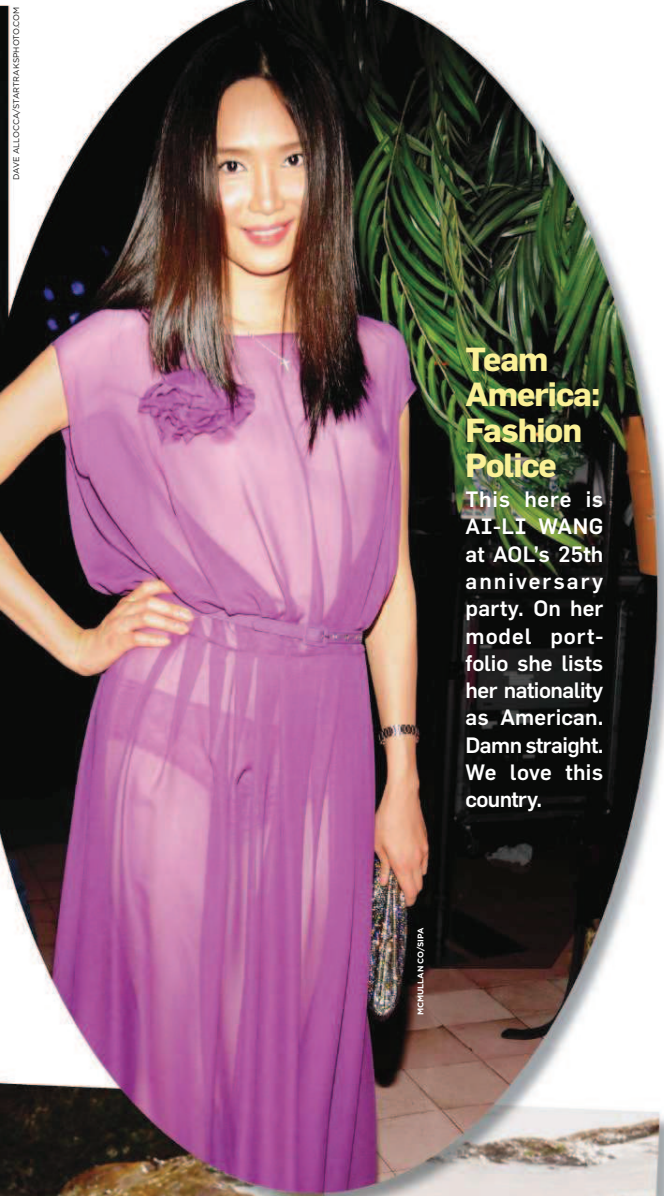 DAVE ALLOCCA/STARTRAKSPHOTO.COM
Team
America:
Fashion
Police
This here is
AI-LI WANG
at AOL's 25th
anniversary
party. On her
model port-
folio she lists
her nationality
as American.
Damn straight.
We love this
country.
MCMULLAN CO/SIPA